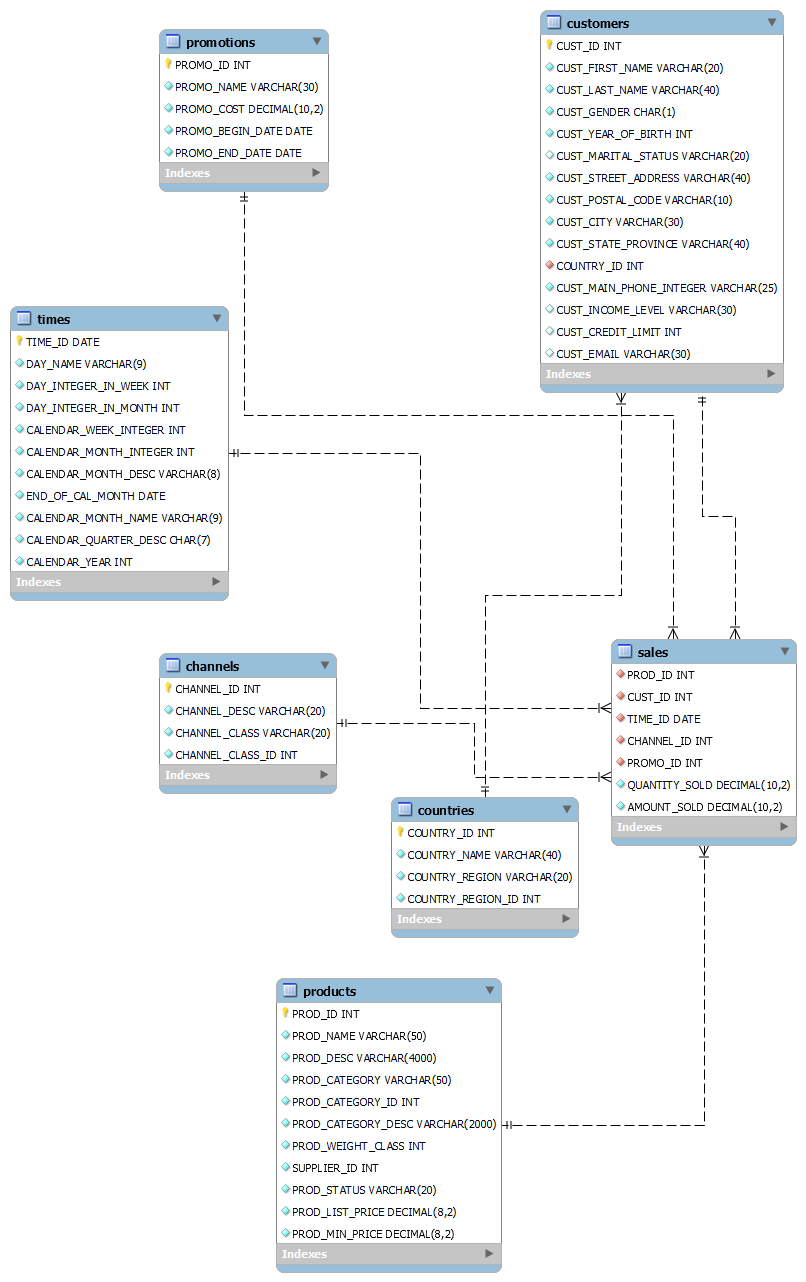 promotions
PROMO_ID INT
PROMO_NAME VARCHAR(30)
PROMO_COST DECIMAL(10,2)
PROMO_BEGIN_DATE DATE
PROMO_END_DATE DATE
Indexes
customers
CUST_ID INT
CUST_FIRST_NAME VARCHAR(20)
CUST_LAST_NAME VARCHAR(40)
CUST_GENDER CHAR(1)
CUST_YEAR_OF_BIRTH INT
CUST_MARITAL_STATUS VARCHAR(20)
CUST_STREET_ADDRESS VARCHAR(40)
CUST_POSTAL_CODE VARCHAR(10)
CUST_CITY VARCHAR(30)
CUST_STATE_PROVINCE VARCHAR(40)
COUNTRY_ID INT
CUST_MAIN_PHONE_INTEGER VARCHAR(25)
CUST_INCOME_LEVEL VARCHAR(30)
CUST_CREDIT_LIMIT INT
CUST_EMAIL VARCHAR(30)
Indexes
times
TIME_ID DATE
DAY_NAME VARCHAR(9)
DAY_INTEGER_IN_WEEK INT
DAY_INTEGER_IN_MONTH INT
CALENDAR_WEEK_INTEGER INT
CALENDAR_MONTH_INTEGER INT
CALENDAR_MONTH_DESC VARCHAR(8)
END_OF_CAL_MONTH DATE
CALENDAR_MONTH_NAME VARCHAR(9)
CALENDAR_QUARTER_DESC CHAR(7)
CALENDAR_YEAR INT
Indexes
channels
CHANNEL_ID INT
CHANNEL_DESC VARCHAR(20)
CHANNEL_CLASS VARCHAR(20)
CHANNEL_CLASS_ID INT
Indexes
sales
PROD_ID INT
CUST_ID INT
TIME_ID DATE
CHANNEL_ID INT
PROMO_ID INT
QUANTITY_SOLD DECIMAL(10,2)
AMOUNT_SOLD DECIMAL(10,2)
Indexes
countries
COUNTRY_ID INT
COUNTRY_NAME VARCHAR(40)
COUNTRY_REGION VARCHAR(20)
COUNTRY_REGION_ID INT
Indexes
products
PROD_ID INT
PROD_NAME VARCHAR(50)
PROD_DESC VARCHAR(4000)
PROD_CATEGORY VARCHAR(50)
PROD_CATEGORY_ID INT
PROD_CATEGORY_DESC VARCHAR(2000)
PROD_WEIGHT_CLASS INT
SUPPLIER_ID INT
PROD_STATUS VARCHAR(20)
PROD_LIST_PRICE DECIMAL(8,2)
PROD_MIN_PRICE DECIMAL(8,2)
Indexes